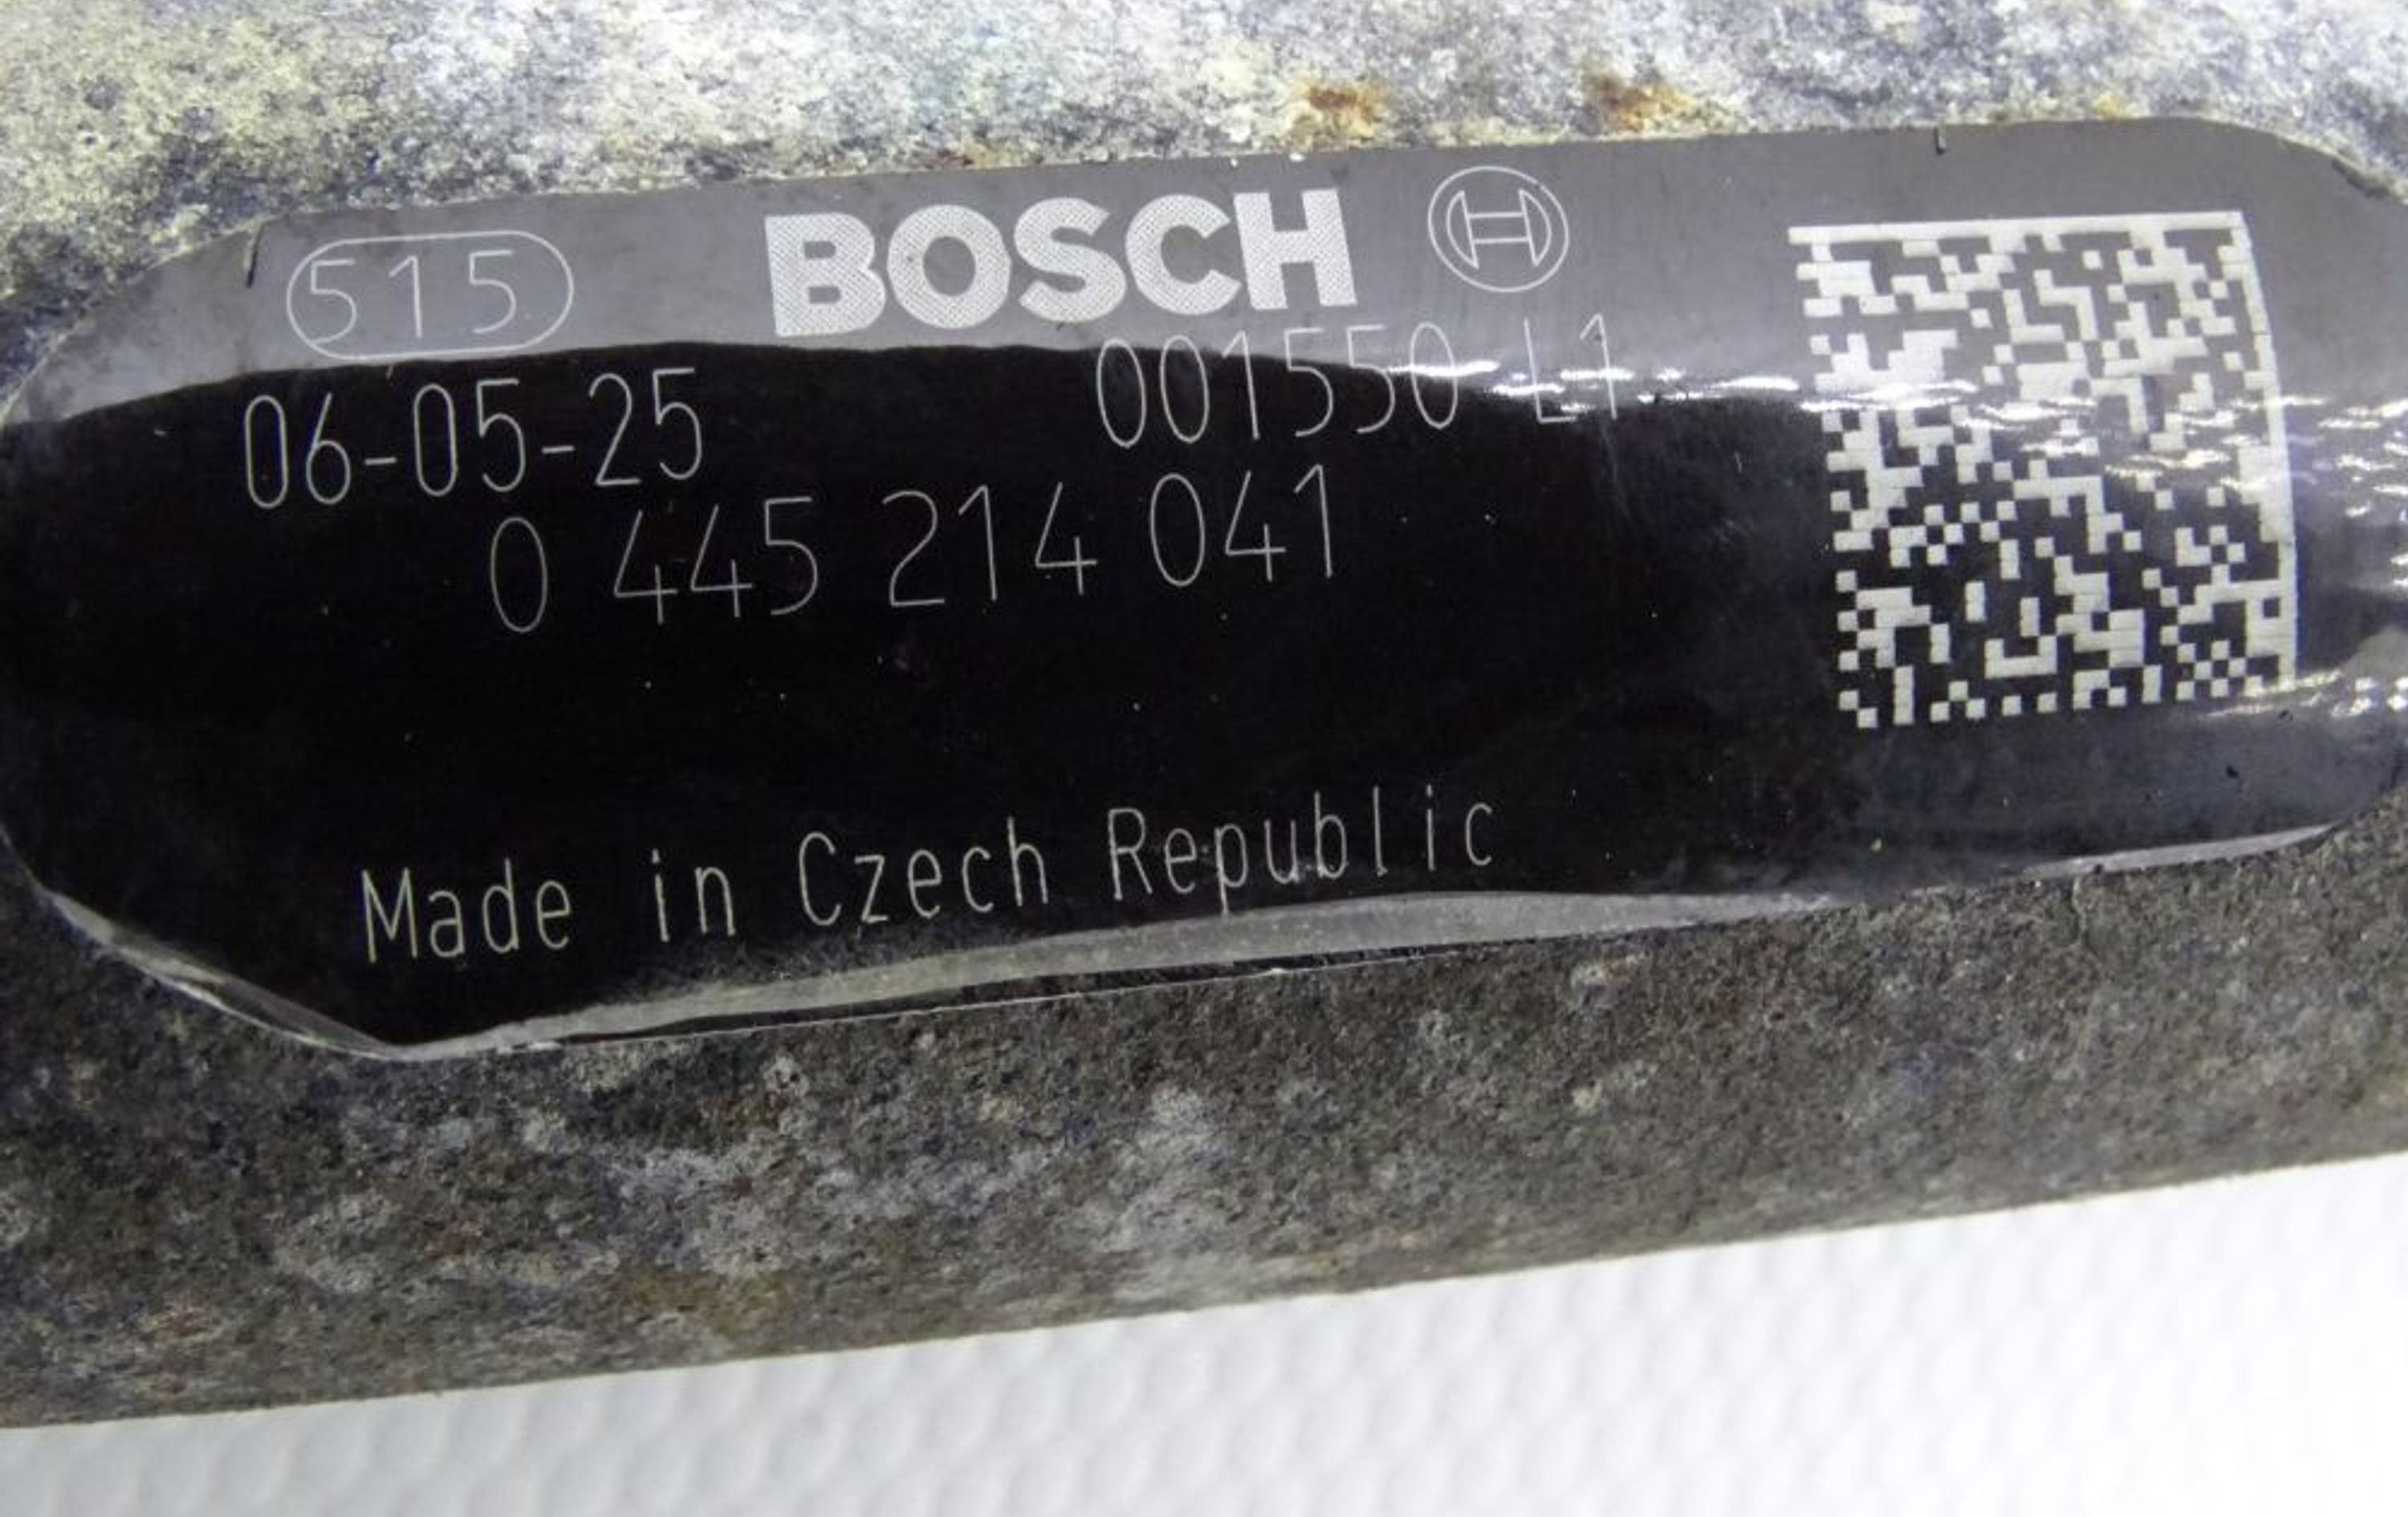 515 BOSCH
06-05-25 001550 L1
0 445 214 041
Made in Czech Republic